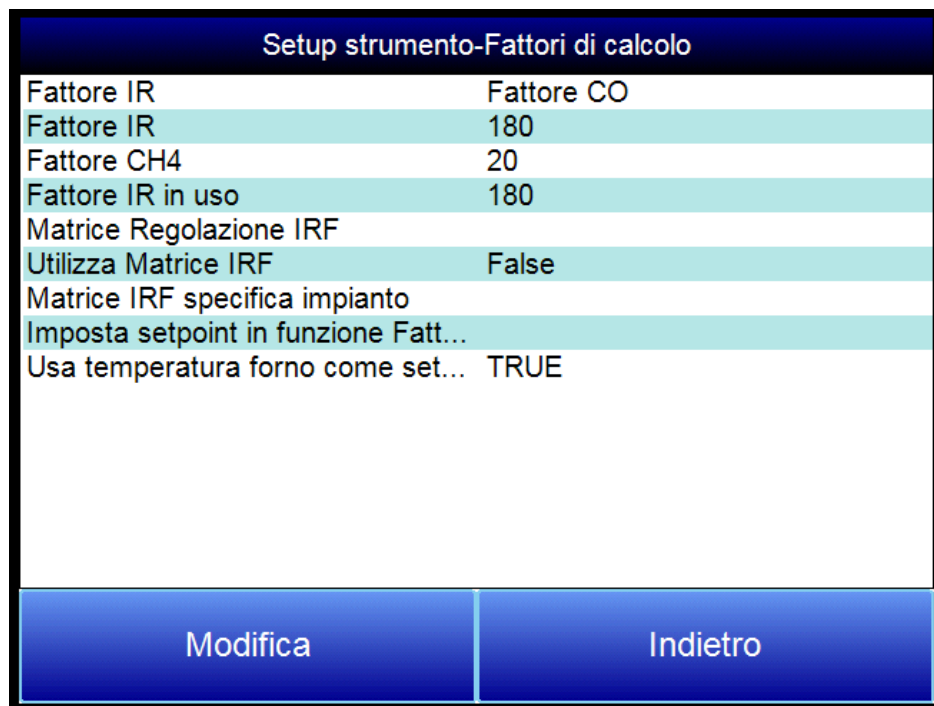 Setup strumento-Fattori di calcolo
Fattore IR Fattore CO
Fattore IR 180
Fattore CH4 20
Fattore IR in uso 180
Matrice Regolazione IRF
Utilizza Matrice IRF False
Matrice IRF specifica impianto
Imposta setpoint in funzione Fatt...
Usa temperatura forno come set... TRUE
Modifica Indietro